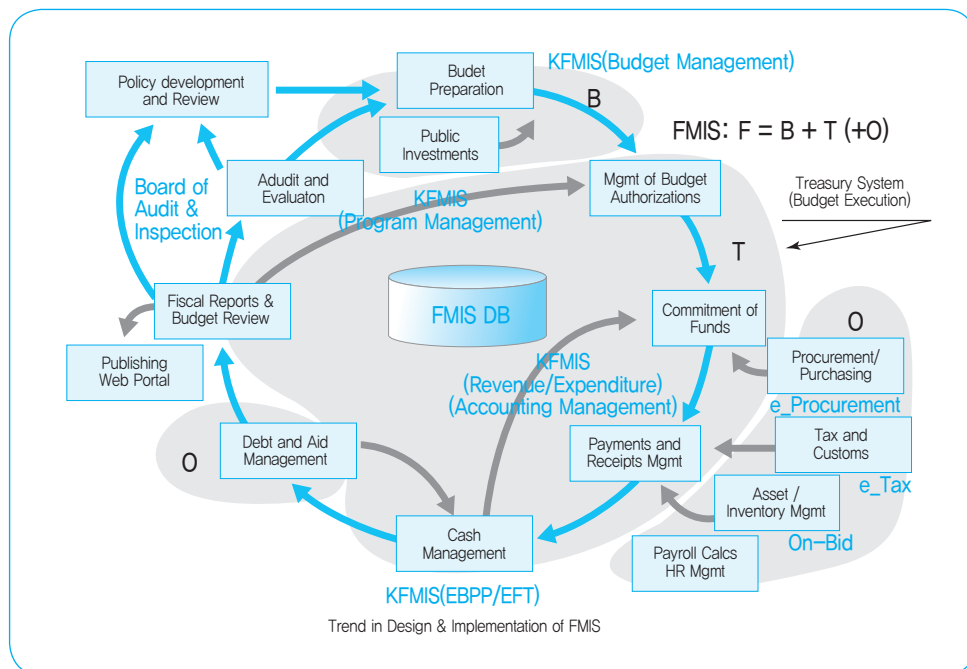 Policy development
and Review
Budet
Preparation
KFMIS(Budget Management)
B
Public
Investments
FMIS: F = B + T (+O)
Adudit and
Evaluaton
Board of
Audit &
Inspection
KFMIS
(Program Management)
Mgmt of Budget
Authorizations
Treasury System
(Budget Execution)
T
Fiscal Reports &
Budget Review
FMIS DB
Commitment of
Funds
O
Publishing
Web Portal
KFMIS
(Revenue/Expenditure)
(Accounting Management)
Procurement/
Purchasing
e_Procurement
O
Debt and Aid
Management
Payments and
Receipts Mgmt
Tax and
Customs
e_Tax
Asset /
Inventory Mgmt
On-Bid
Cash
Management
Payroll Calcs
HR Mgmt
KFMIS(EBPP/EFT)
Trend in Design & Implementation of FMIS